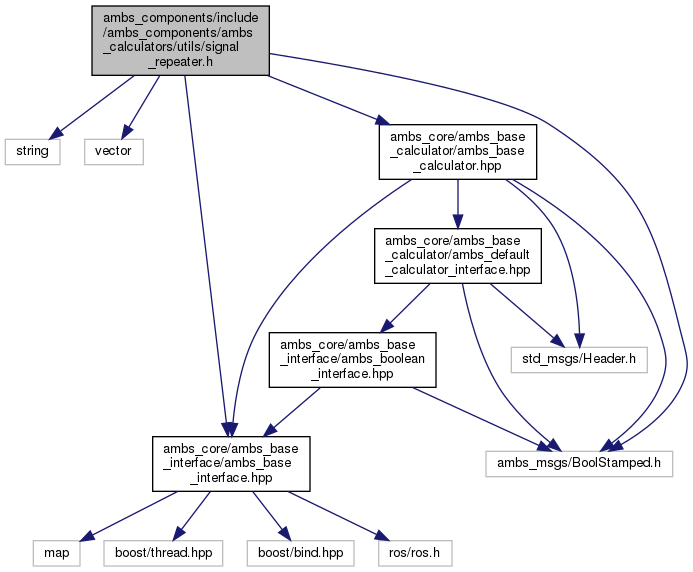 ambs_components/include
/ambs_components/ambs
_calculators/utils/signal
_repeater.h
string
vector
ambs_core/ambs_base
_calculator/ambs_base
_calculator.hpp
ambs_core/ambs_base
_calculator/ambs_default
_calculator_interface.hpp
ambs_core/ambs_base
_interface/ambs_boolean
_interface.hpp
std_msgs/Header.h
ambs_core/ambs_base
_interface/ambs_base
_interface.hpp
ambs_msgs/BoolStamped.h
map
boost/thread.hpp
boost/bind.hpp
ros/ros.h